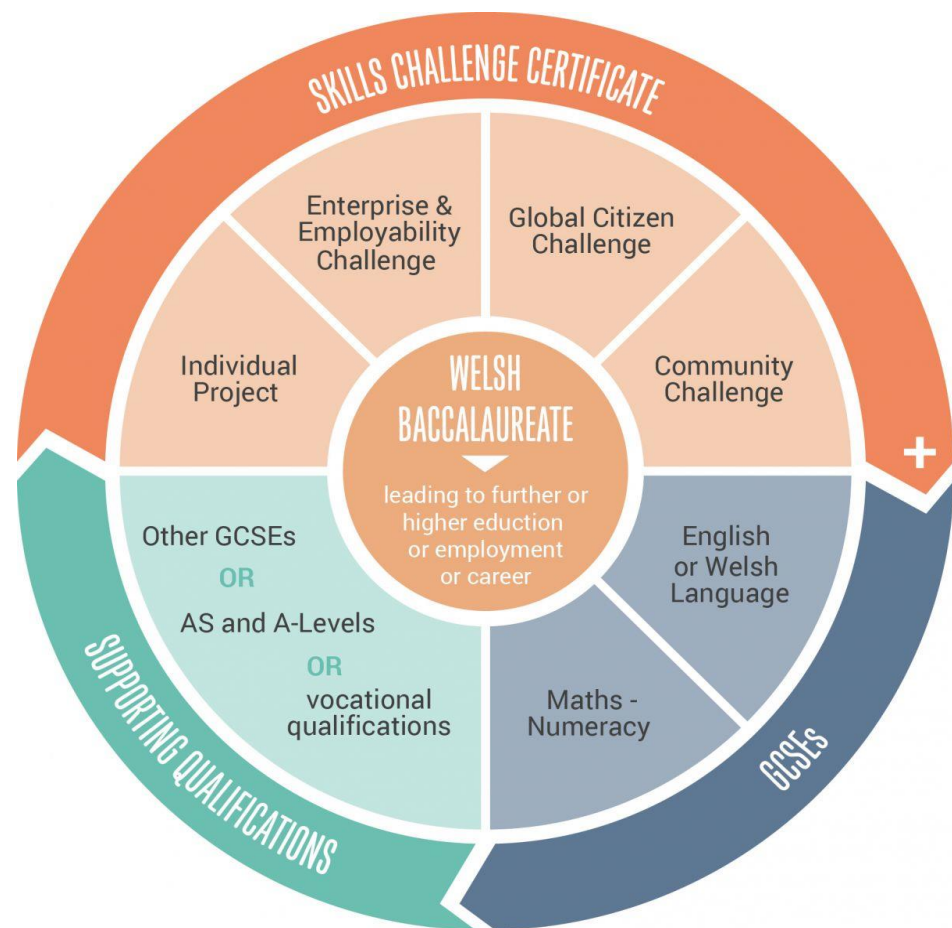 SKILLS CHALLENGE CERTIFICATE
Enterprise &
Employability
Challenge
Global Citizen
Challenge
Individual
Project
Community
Challenge
+
WELSH
BACCALAUREATE
leading to further or
higher eduction
or employment
or career
Other GCSEs
OR
AS and A-Levels
OR
vocational
qualifications
English
or Welsh
Language
Maths -
Numeracy
SUPPORTING QUALIFICATIONS
GCSEs